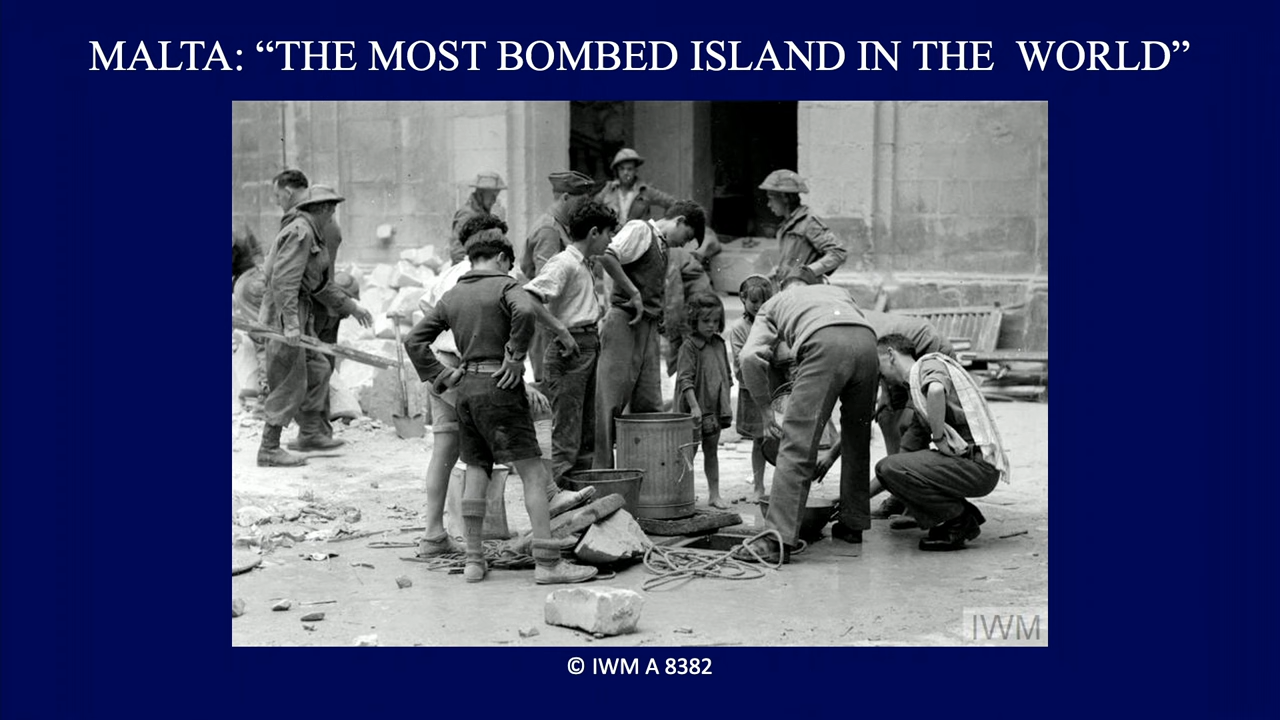 MALTA: “THE MOST BOMBED ISLAND IN THE  WORLD”
IWM
© IWM A 8382